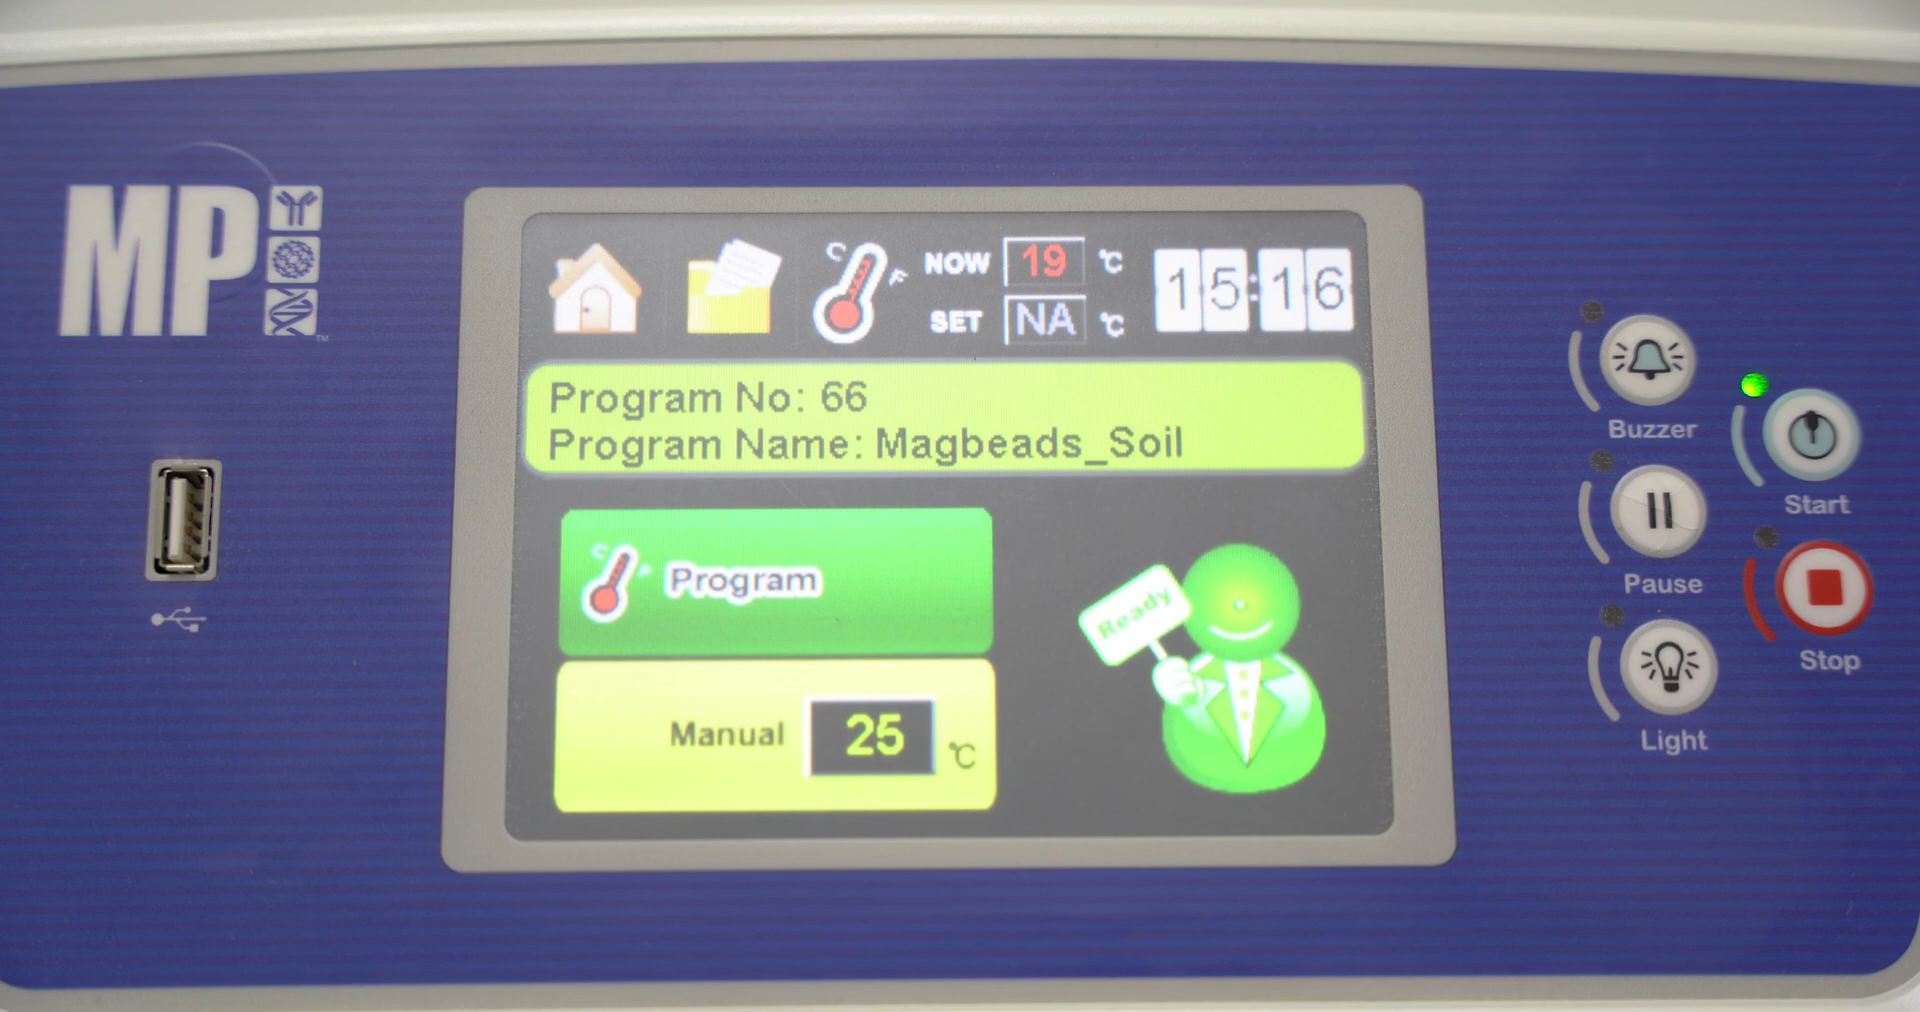 MP
TM
C F
NOW 19 °C
SET NA °C
15:16
Program No: 66
Program Name: Magbeads_Soil
C F
Program
Manual 25 °C
Ready
Buzzer
Start
Pause
Stop
Light